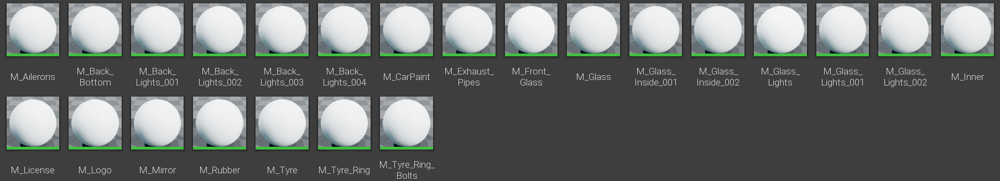 M_Ailerons
M_Back_
Bottom
M_Back_
Lights_001
M_Back_
Lights_002
M_Back_
Lights_003
M_Back_
Lights_004
M_CarPaint
M_Exhaust_
Pipes
M_Front_
Glass
M_Glass
M_Glass_
Inside_001
M_Glass_
Inside_002
M_Glass_
Lights
M_Glass_
Lights_001
M_Glass_
Lights_002
M_Inner
M_License
M_Logo
M_Mirror
M_Rubber
M_Tyre
M_Tyre_Ring
M_Tyre_Ring_
Bolts